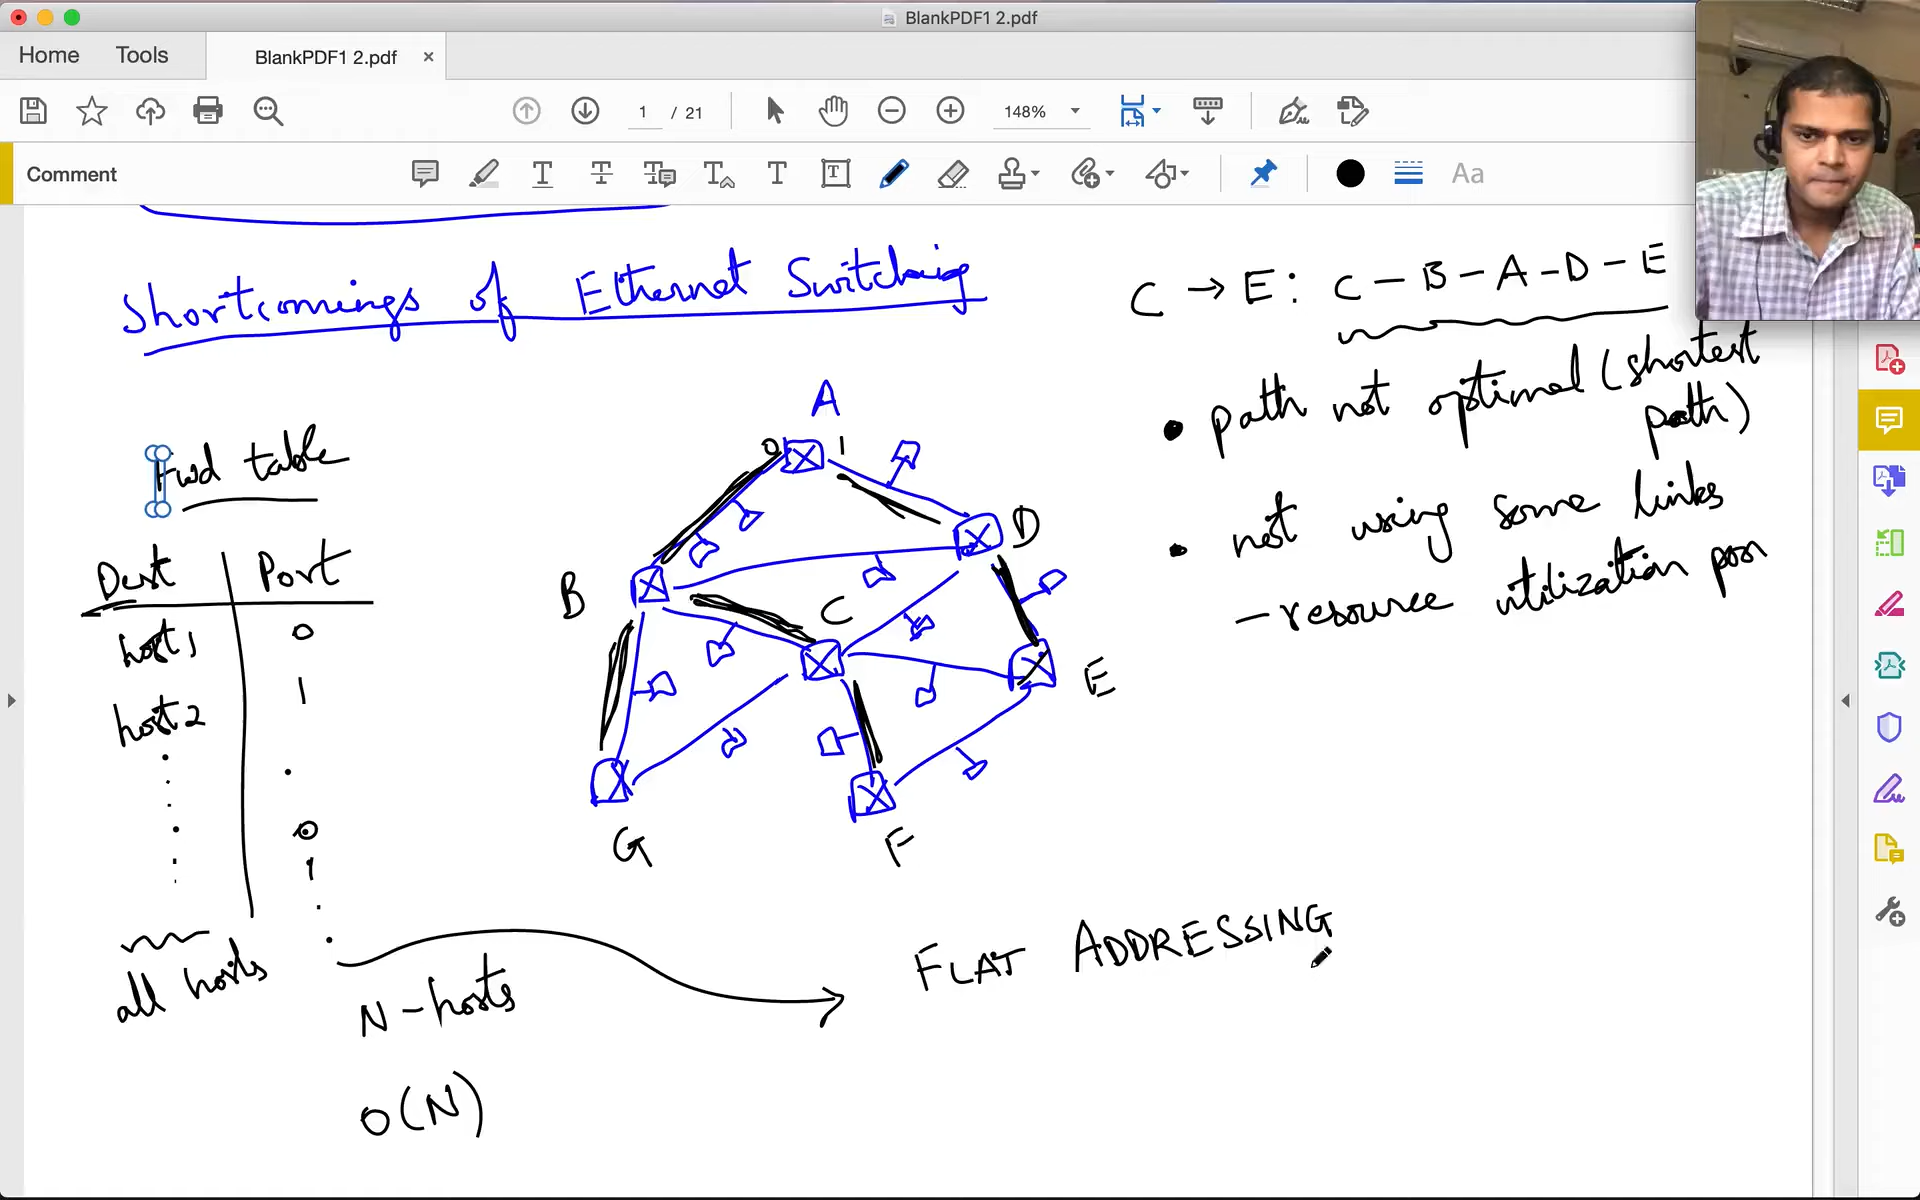 BlankPDF1 2.pdf
Home
Tools
BlankPDF1 2.pdf ×
1 / 21
148%
Comment
Aa
Shortcomings of Ethernet Switching
C → E: C – B – A – D – E
• path not optimal (shortest
path)
• not using some links
– resource utilization poor
Fwd table
Dest Port
host1 0
host2 1
0
1
all hosts
N – hosts
O(N)
A
0 1
D
B
C
E
G
F
FLAT ADDRESSING